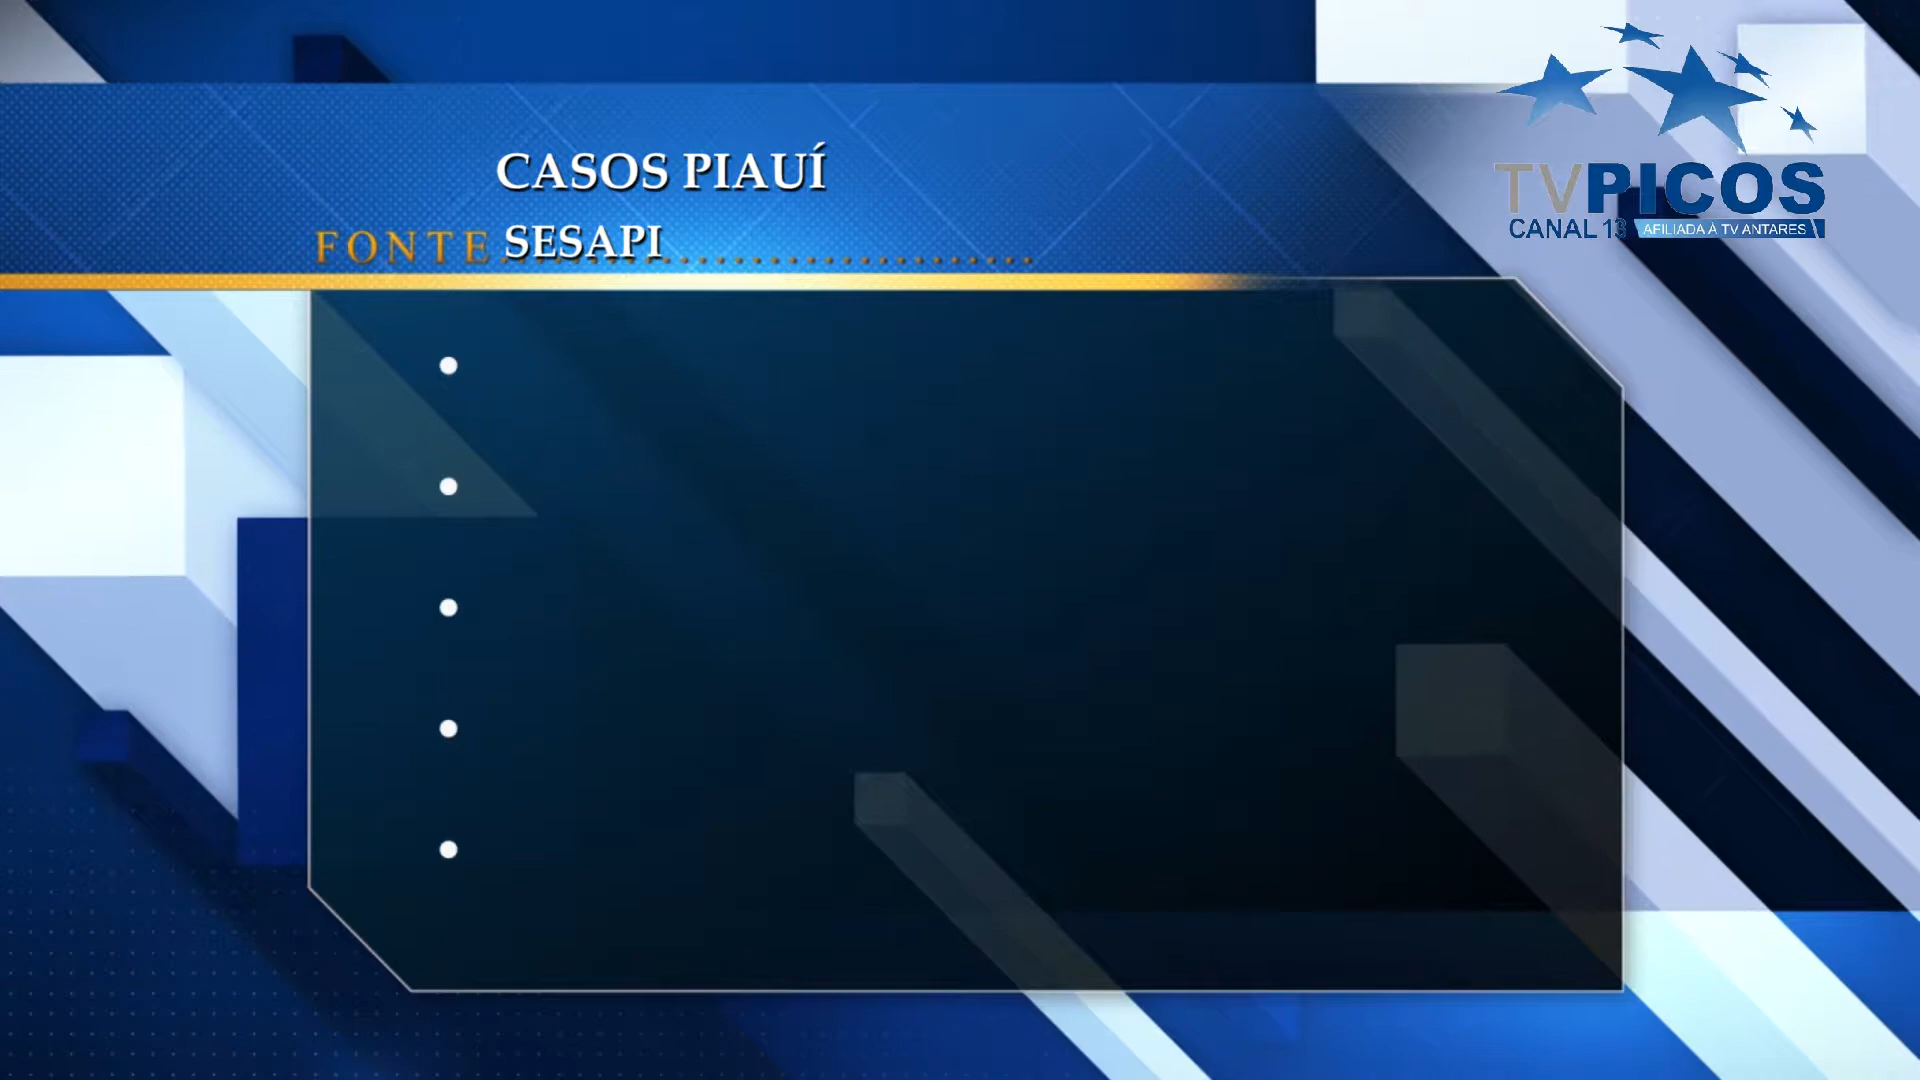 CASOS PIAUÍ
FONTE SESAPI
TVPICOS
CANAL 13 AFILIADA À TV ANTARES